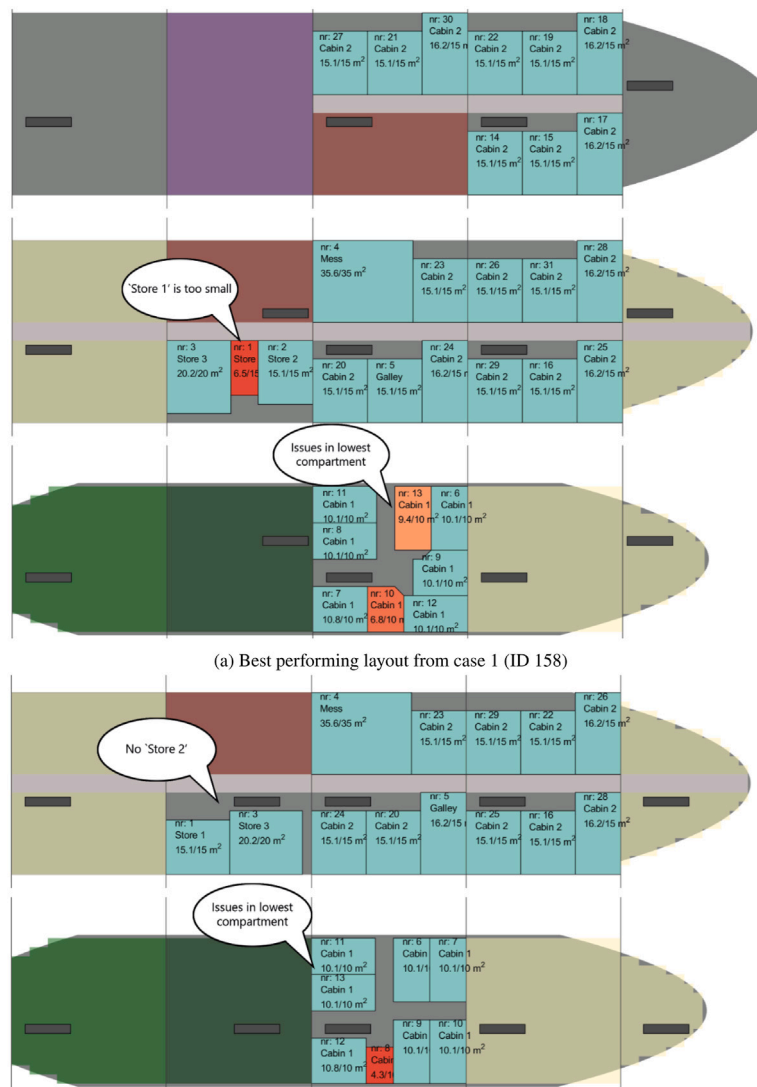 nr: 27
Cabin 2
15.1/15 m²
nr: 21
Cabin 2
15.1/15 m²
nr: 30
Cabin 2
16.2/15 m²
nr: 22
Cabin 2
15.1/15 m²
nr: 19
Cabin 2
15.1/15 m²
nr: 18
Cabin 2
16.2/15 m²
nr: 14
Cabin 2
15.1/15 m²
nr: 15
Cabin 2
15.1/15 m²
nr: 17
Cabin 2
16.2/15 m²
`Store 1' is too small
nr: 4
Mess
35.6/35 m²
nr: 23
Cabin 2
15.1/15 m²
nr: 26
Cabin 2
15.1/15 m²
nr: 31
Cabin 2
15.1/15 m²
nr: 28
Cabin 2
16.2/15 m²
nr: 3
Store 3
20.2/20 m²
nr: 1
Store
6.5/15
nr: 2
Store 2
15.1/15 m²
nr: 20
Cabin 2
15.1/15 m²
nr: 5
Galley
15.1/15 m²
nr: 24
Cabin 2
16.2/15 m²
nr: 29
Cabin 2
15.1/15 m²
nr: 16
Cabin 2
15.1/15 m²
nr: 25
Cabin 2
16.2/15 m²
Issues in lowest
compartment
nr: 11
Cabin 1
10.1/10 m²
nr: 8
Cabin 1
10.1/10 m²
nr: 13
Cabin 1
9.4/10 m²
nr: 6
Cabin 1
10.1/10 m²
nr: 9
Cabin 1
10.1/10 m²
nr: 7
Cabin 1
10.8/10 m²
nr: 10
Cabin 1
6.8/10 m
nr: 12
Cabin 1
10.1/10 m²
(a) Best performing layout from case 1 (ID 158)
No `Store 2'
nr: 4
Mess
35.6/35 m²
nr: 23
Cabin 2
15.1/15 m²
nr: 29
Cabin 2
15.1/15 m²
nr: 22
Cabin 2
15.1/15 m²
nr: 26
Cabin 2
16.2/15 m²
nr: 1
Store 1
15.1/15 m²
nr: 3
Store 3
20.2/20 m²
nr: 24
Cabin 2
15.1/15 m²
nr: 20
Cabin 2
15.1/15 m²
nr: 5
Galley
16.2/15 m²
nr: 25
Cabin 2
15.1/15 m²
nr: 16
Cabin 2
15.1/15 m²
nr: 28
Cabin 2
16.2/15 m²
Issues in lowest
compartment
nr: 11
Cabin 1
10.1/10 m²
nr: 13
Cabin 1
10.1/10 m²
nr: 6
Cabin
10.1/1
nr: 7
Cabin 1
10.1/10 m²
nr: 12
Cabin 1
10.8/10 m²
nr: 8
Cabin
4.3/10
nr: 9
Cabin
10.1/1
nr: 10
Cabin 1
10.1/10 m²